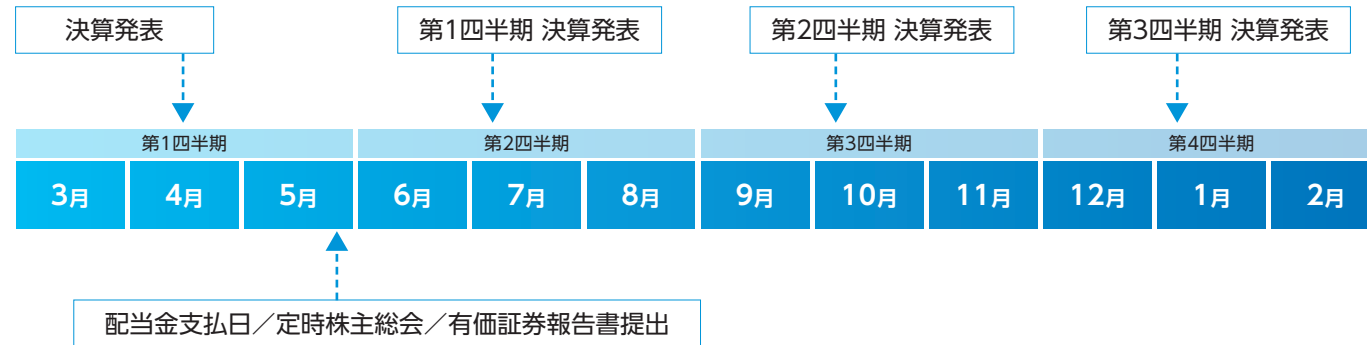 決算発表
第1四半期 決算発表
第2四半期 決算発表
第3四半期 決算発表
第1四半期
第2四半期
第3四半期
第4四半期
3月
4月
5月
6月
7月
8月
9月
10月
11月
12月
1月
2月
配当金支払日／定時株主総会／有価証券報告書提出